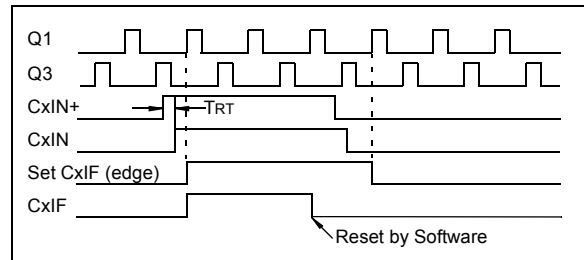 Q1
Q3
CxIN+
TRT
CxIN
Set CxIF (edge)
CxIF
Reset by Software